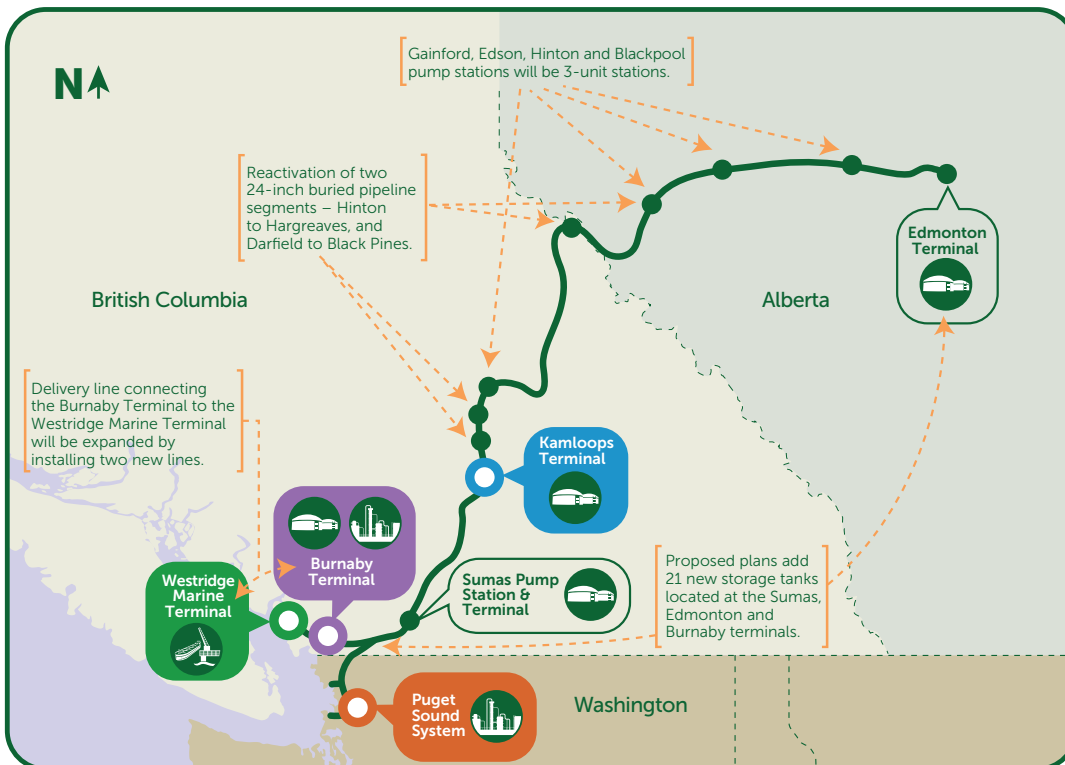 Gainford, Edson, Hinton and Blackpool
pump stations will be 3-unit stations.
N
Reactivation of two
24-inch buried pipeline
segments – Hinton
to Hargreaves, and
Darfield to Black Pines.
Edmonton
Terminal
British Columbia
Alberta
Delivery line connecting
the Burnaby Terminal to the
Westridge Marine Terminal
will be expanded by
installing two new lines.
Kamloops
Terminal
Burnaby
Terminal
Westridge
Marine
Terminal
Sumas Pump
Station &
Terminal
Proposed plans add
21 new storage tanks
located at the Sumas,
Edmonton and
Burnaby terminals.
Puget
Sound
System
Washington